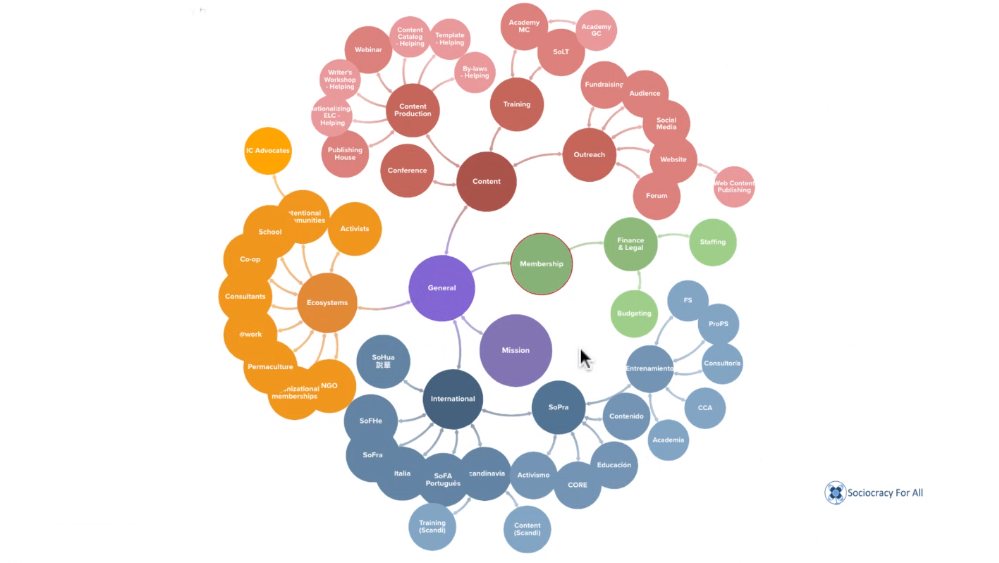 Academy
MC
Academy
GC
SoLT
Content
Catalog
- Helping
Template
- Helping
Webinar
By-laws
- Helping
Writer's
Workshop
- Helping
ELC -
Helping
Content
Production
Training
Fundraising
Audience
Social
Media
Publishing
House
Conference
Content
Outreach
Website
Web Content
Publishing
Forum
IC Advocates
School
Activists
Co-op
Consultants
Ecosystems
@work
Permaculture
memberships
NGO
General
Membership
Finance
& Legal
Staffing
Budgeting
Mission
SoHua
International
SoPra
FS
ProFS
Entrenamiento
Consultoría
CCA
Contenido
Academia
SoFHe
SoFra
Italia
SoFA
Português
Activismo
CORE
Educación
Training
(Scandi)
Content
(Scandi)
Sociocracy For All